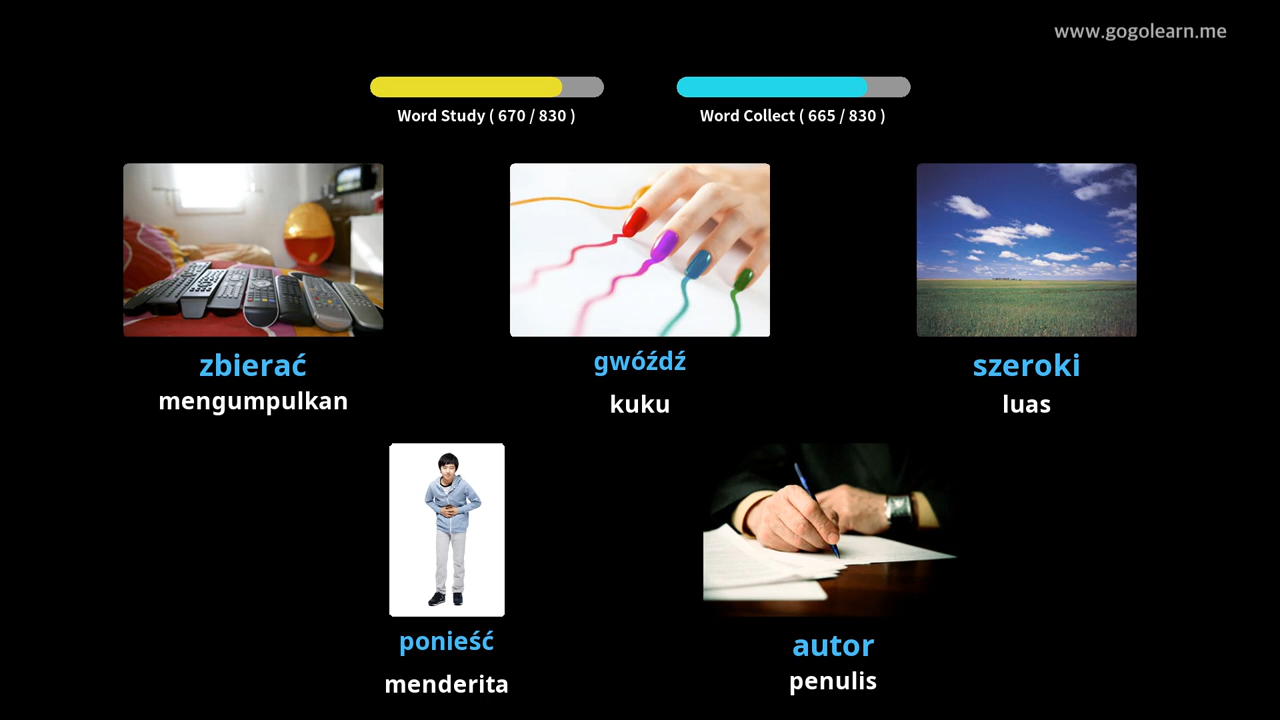 www.gogolearn.me
Word Study ( 670 / 830 )
Word Collect ( 665 / 830 )
zbierać
mengumpulkan
gwóźdź
kuku
szeroki
luas
ponieść
menderita
autor
penulis